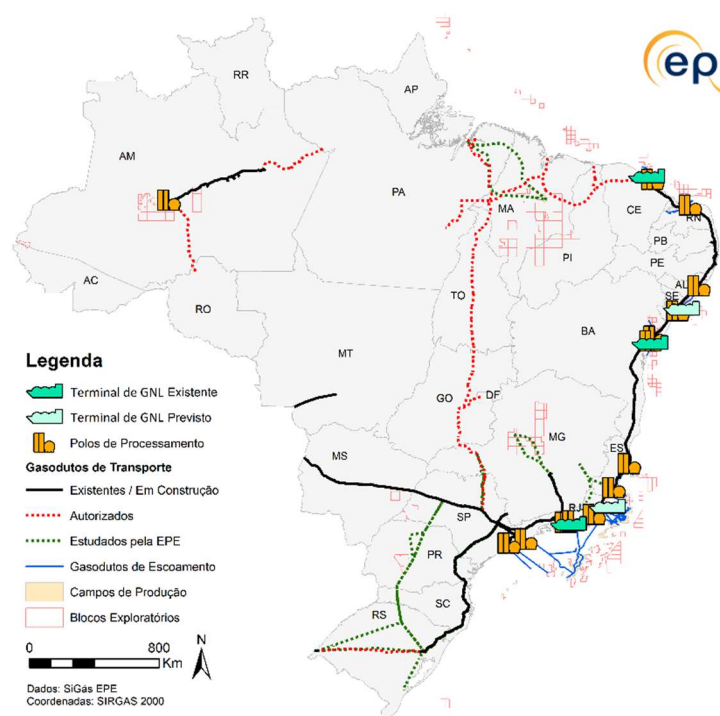 ep
RR
AP
AM
PA
MA
CE
RN
PB
PE
PI
AL
SE
AC
RO
TO
BA
MT
GO
DF
MG
ES
MS
SP
RJ
PR
SC
RS
Legenda
Terminal de GNL Existente
Terminal de GNL Previsto
Polos de Processamento
Gasodutos de Transporte
Existentes / Em Construção
Autorizados
Estudados pela EPE
Gasodutos de Escoamento
Campos de Produção
Blocos Exploratórios
0 800
Km
N
Dados: SiGás EPE
Coordenadas: SIRGAS 2000